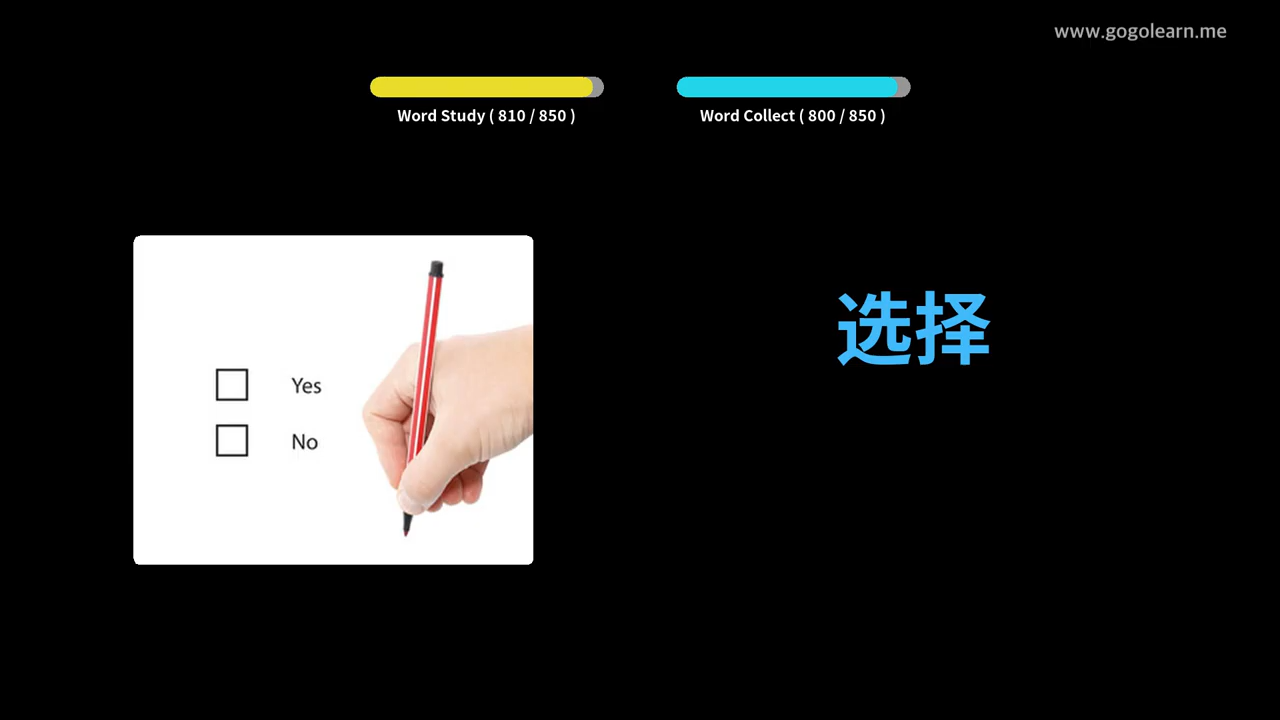 www.gogolearn.me
Word Study ( 810 / 850 )
Word Collect ( 800 / 850 )
选择
Yes
No